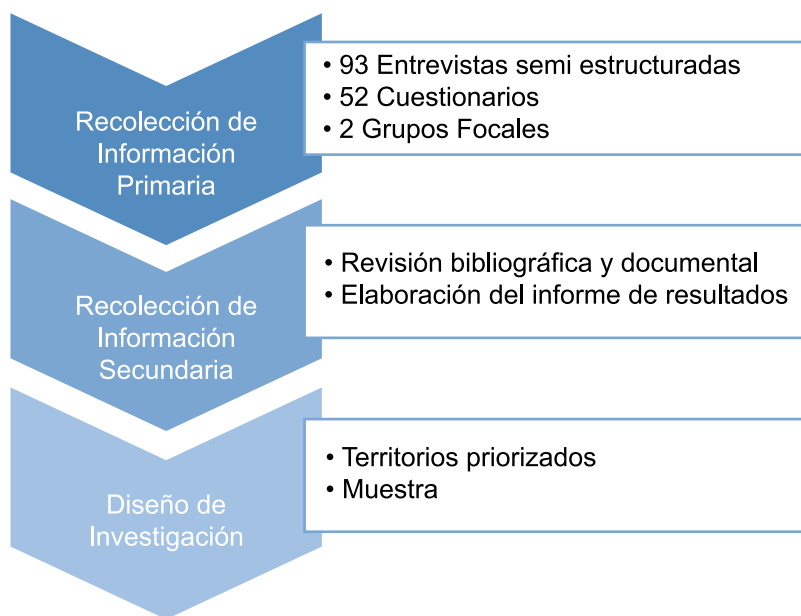 Recolección de
Información
Primaria
• 93 Entrevistas semi estructuradas
• 52 Cuestionarios
• 2 Grupos Focales
Recolección de
Información
Secundaria
• Revisión bibliográfica y documental
• Elaboración del informe de resultados
Diseño de
Investigación
• Territorios priorizados
• Muestra